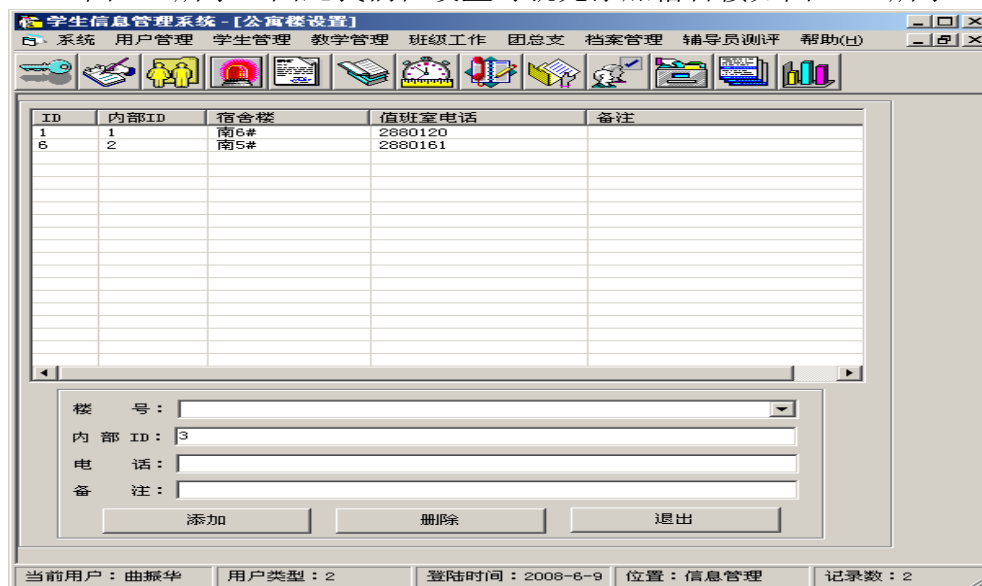 学生信息管理系统 - [公寓楼设置]
系统 用户管理 学生管理 教学管理 班级工作 团总支 档案管理 辅导员测评 帮助(H)
ID 内部ID 宿舍楼 值班室电话 备注
1 1 南6# 2880120
6 2 南5# 2880161
楼 号：
内 部 ID： 3
电 话：
备 注：
添加 删除 退出
当前用户：曲振华 用户类型：2 登陆时间：2008-6-9 位置：信息管理 记录数：2